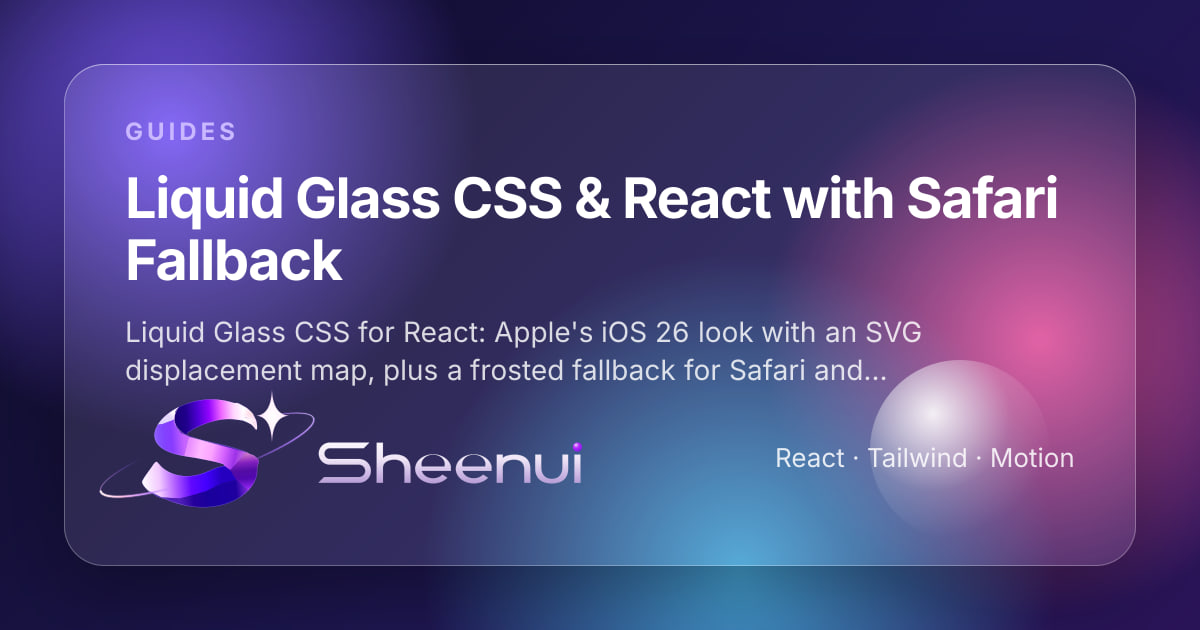 GUIDES
Liquid Glass CSS & React with Safari
Fallback
Liquid Glass CSS for React: Apple's iOS 26 look with an SVG
displacement map, plus a frosted fallback for Safari and...
Sheenui
React · Tailwind · Motion